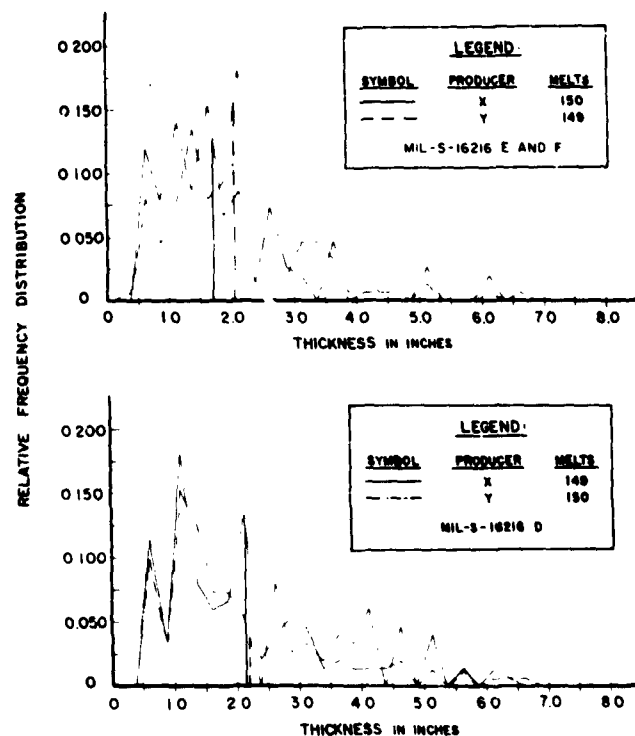 RELATIVE FREQUENCY DISTRIBUTION
0.200
0.150
0.100
0.050
0
0 1.0 2.0 3.0 4.0 5.0 6.0 7.0 8.0
THICKNESS IN INCHES
LEGEND:
SYMBOL PRODUCER MELTS
X 150
Y 149
MIL-S-16216 E AND F
0.200
0.150
0.100
0.050
0
0 1.0 2.0 3.0 4.0 5.0 6.0 7.0 8.0
THICKNESS IN INCHES
LEGEND:
SYMBOL PRODUCER MELTS
X 149
Y 150
MIL-S-16216 D